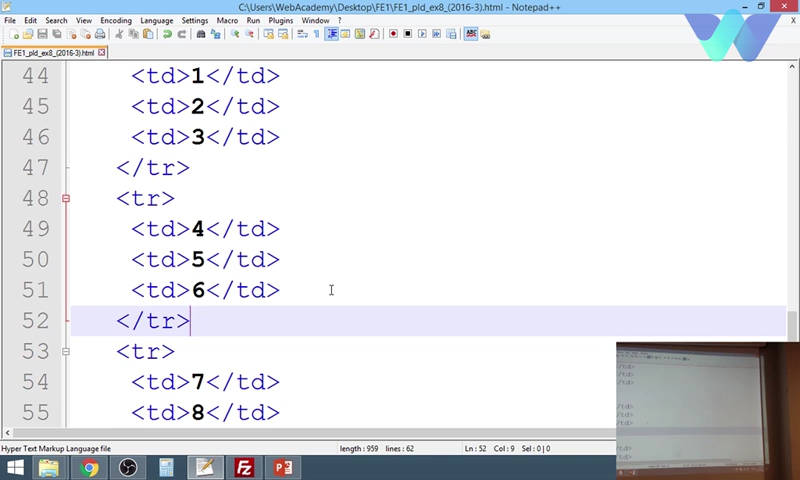 C:\Users\WebAcademy\Desktop\FE1\FE1_pld_ex8_(2016-3).html - Notepad++
File Edit Search View Encoding Language Settings Macro Run Plugins Window ? X
FE1_pld_ex8_(2016-3).html
44 <td>1</td>
45 <td>2</td>
46 <td>3</td>
47 </tr>
48 <tr>
49 <td>4</td>
50 <td>5</td>
51 <td>6</td>
52 </tr>
53 <tr>
54 <td>7</td>
55 <td>8</td>
Hyper Text Markup Language file length : 959 lines : 62 Ln : 52 Col : 9 Sel : 0 | 0